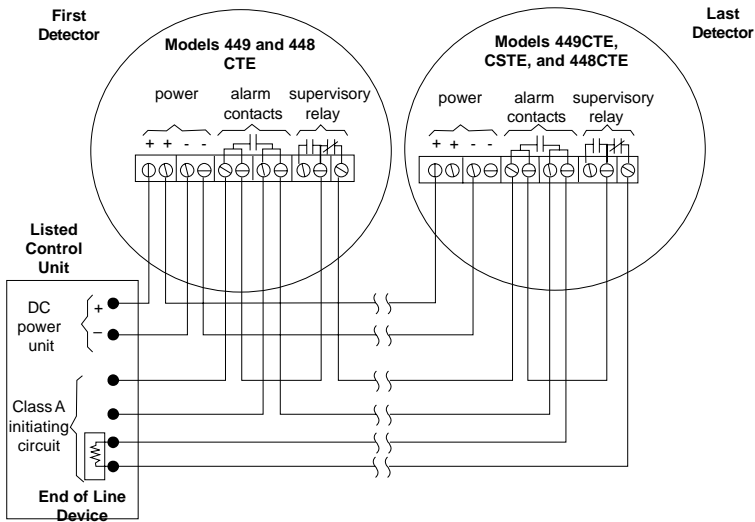 First
Detector
Models 449 and 448
CTE
power
alarm
contacts
supervisory
relay
+ + - -
Last
Detector
Models 449CTE,
CSTE, and 448CTE
power
alarm
contacts
supervisory
relay
+ + - -
Listed
Control
Unit
DC
power
unit
+
−
Class A
initiating
circuit
End of Line
Device